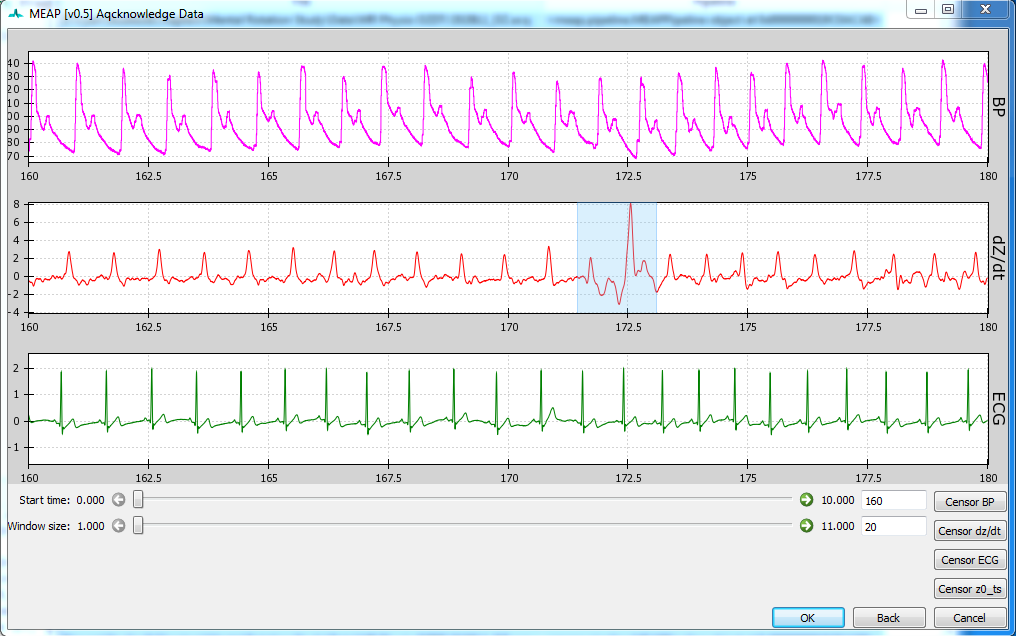 MEAP [v0.5] Aqcknowledge Data
40
30
20
10
00
90
80
70
BP
160 162.5 165 167.5 170 172.5 175 177.5 180
8
6
4
2
0
-2
-4
dZ/dt
160 162.5 165 167.5 170 172.5 175 177.5 180
2
1
0
-1
ECG
160 162.5 165 167.5 170 172.5 175 177.5 180
Start time: 0.000 10.000 160 Censor BP
Window size: 1.000 11.000 20 Censor dz/dt
Censor ECG
Censor z0_ts
OK Back Cancel